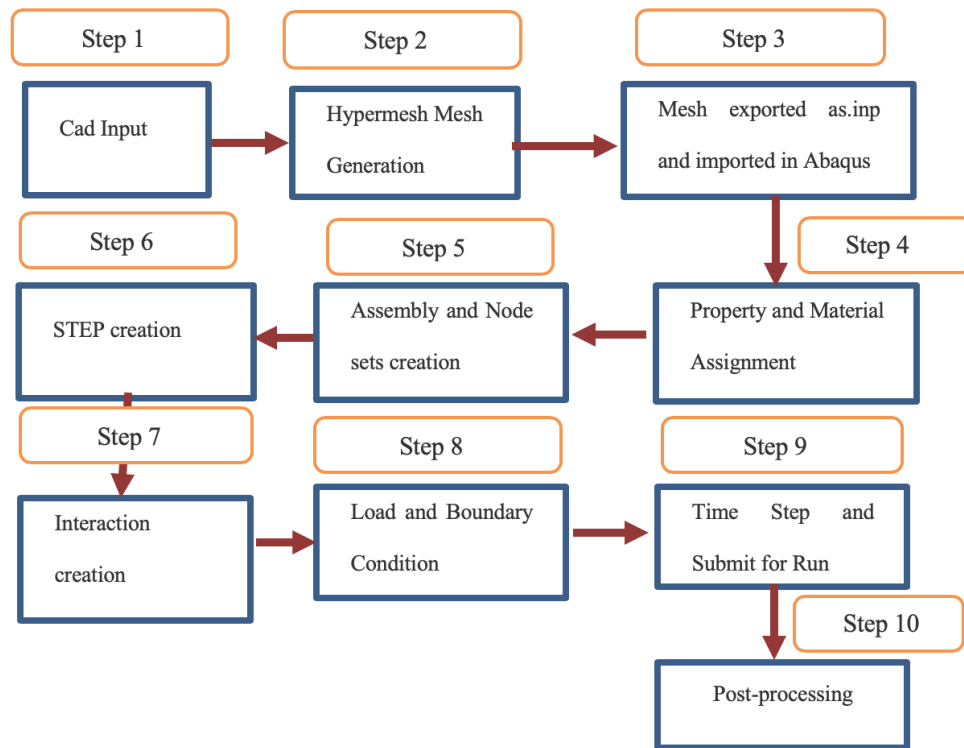 Step 1
Cad Input
Step 2
Hypermesh Mesh
Generation
Step 3
Mesh exported as.inp
and imported in Abaqus
Step 4
Property and Material
Assignment
Step 5
Assembly and Node
sets creation
Step 6
STEP creation
Step 7
Interaction
creation
Step 8
Load and Boundary
Condition
Step 9
Time Step and
Submit for Run
Step 10
Post-processing